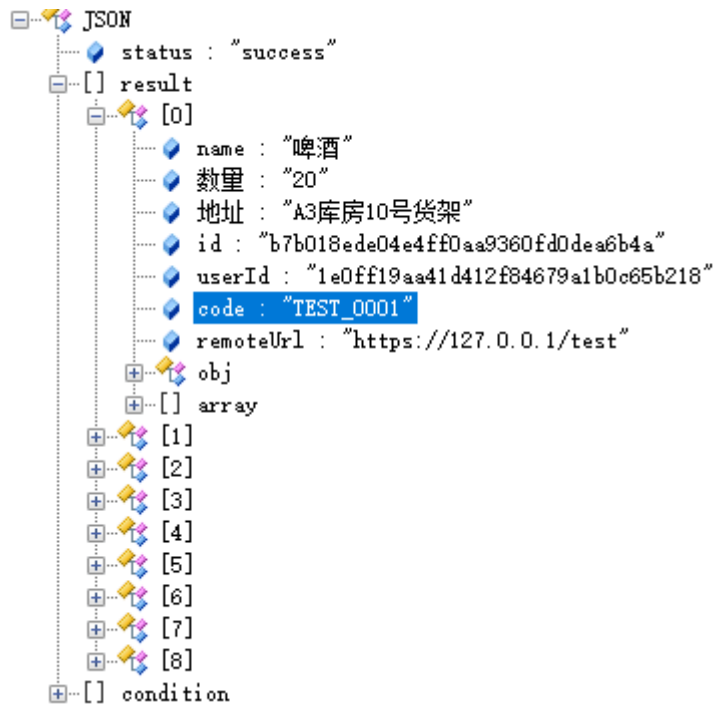 JSON
status : "success"
[] result
[0]
name : "啤酒"
数量 : "20"
地址 : "A3库房10号货架"
id : "b7b018ede04e4ff0aa9360fd0dea6b4a"
userId : "1e0ff19aa41d412f84679a1b0c65b218"
code : "TEST_0001"
remoteUrl : "https://127.0.0.1/test"
obj
[] array
[1]
[2]
[3]
[4]
[5]
[6]
[7]
[8]
[] condition